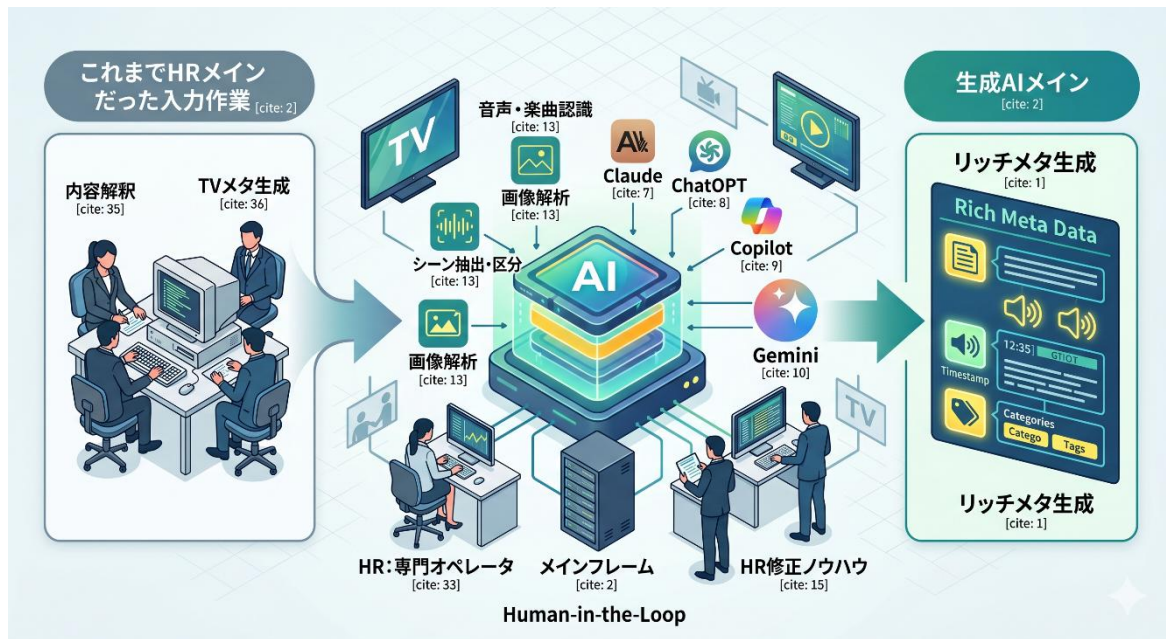 これまでHRメイン
だった入力作業 [cite: 2]
内容解釈
[cite: 35]
TVメタ生成
[cite: 36]
TV
音声・楽曲認識
[cite: 13]
画像解析
[cite: 13]
シーン抽出・区分
[cite: 13]
画像解析
[cite: 13]
Claude
[cite: 7]
ChatOPT
[cite: 8]
Copilot
[cite: 9]
Gemini
[cite: 10]
AI
TV
HR：専門オペレータ
[cite: 33]
メインフレーム
[cite: 2]
HR修正ノウハウ
[cite: 15]
Human-in-the-Loop
生成AIメイン
[cite: 2]
リッチメタ生成
[cite: 1]
Rich Meta Data
12:35]
GTIOT
Timestamp
Categories
Catego
Tags
リッチメタ生成
[cite: 1]